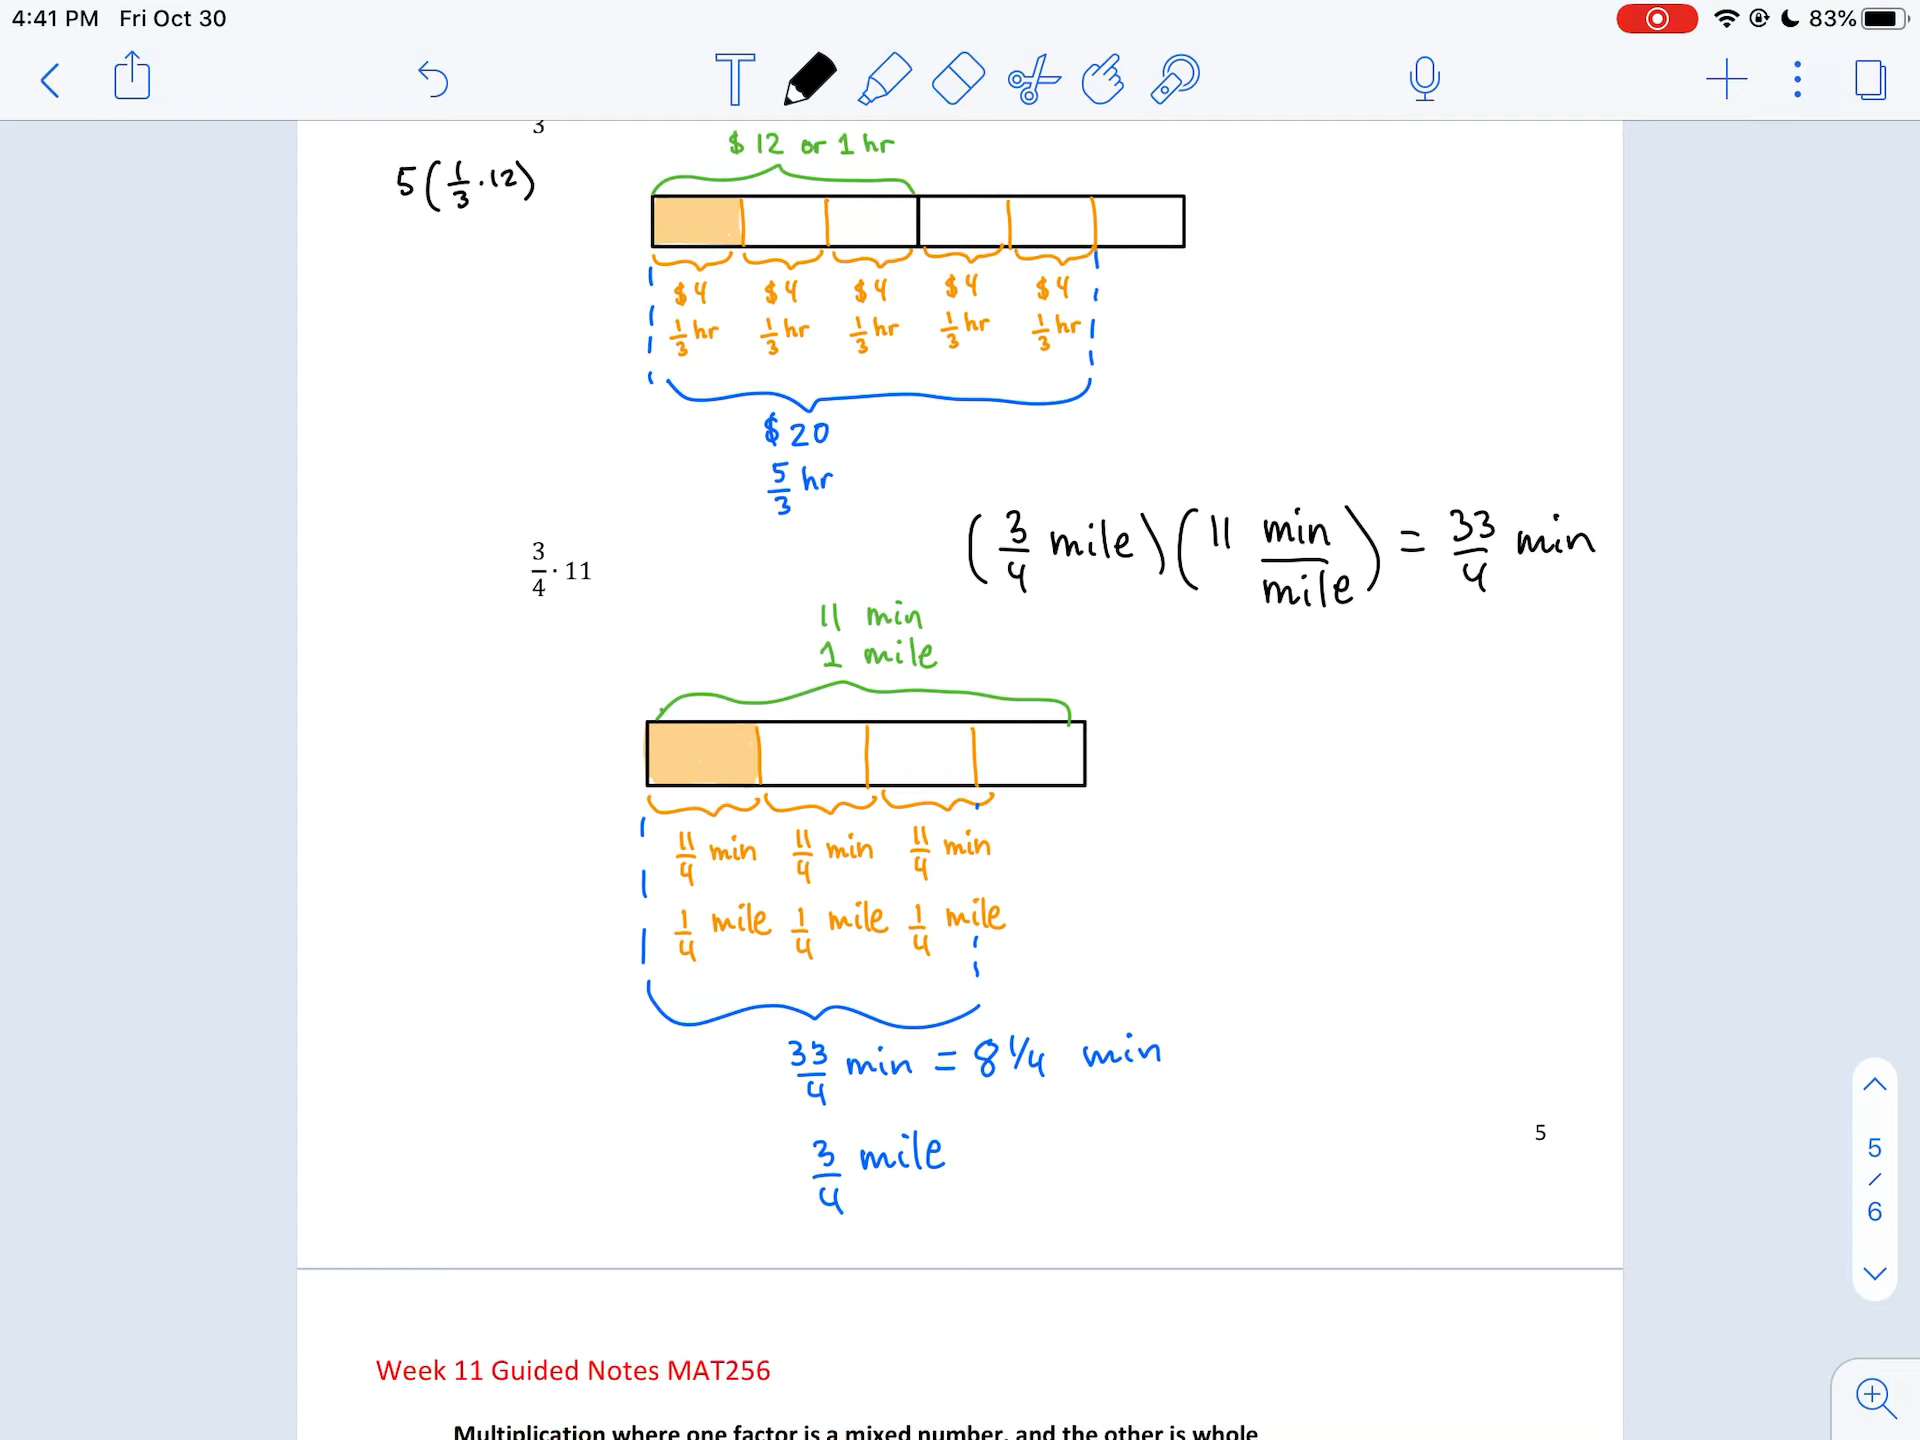 4:41 PM Fri Oct 30 83%
3
$ 12 or 1 hr
5(1/3 · 12)
$4 $4 $4 $4 $4
1/3 hr 1/3 hr 1/3 hr 1/3 hr 1/3 hr
$ 20
5/3 hr
(3/4 mile)(11 min/mile) = 33/4 min
3/4 · 11
11 min
1 mile
11/4 min 11/4 min 11/4 min
1/4 mile 1/4 mile 1/4 mile
33/4 min = 8 1/4 min
3/4 mile
5
5
/
6
Week 11 Guided Notes MAT256
Multiplication where one factor is a mixed number, and the other is whole